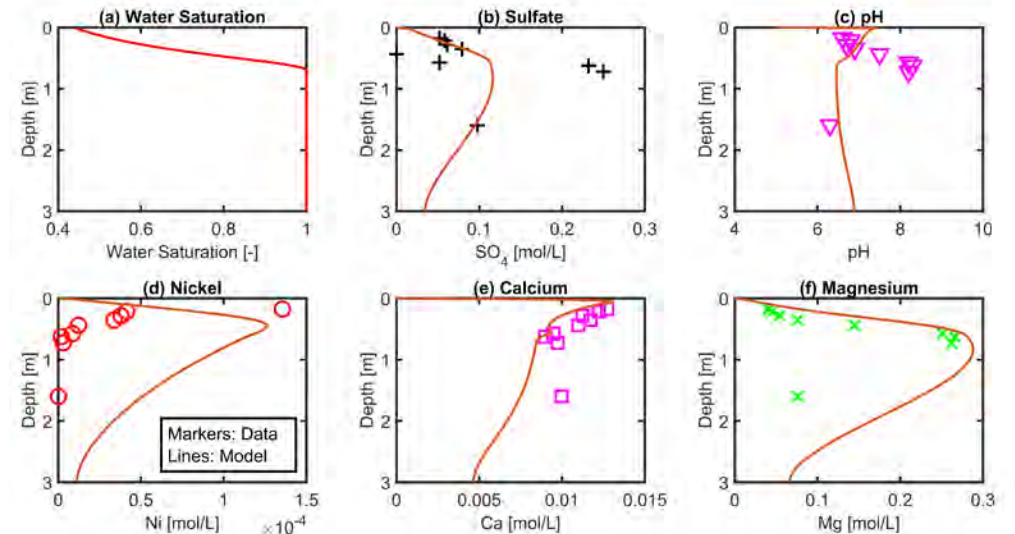 (a) Water Saturation
(b) Sulfate
(c) pH
0
1
2
3
Depth [m]
0.4
0.6
0.8
1
Water Saturation [-]
0
1
2
3
Depth [m]
0
0.1
0.2
0.3
SO4 [mol/L]
0
1
2
3
Depth [m]
4
6
8
10
pH
(d) Nickel
(e) Calcium
(f) Magnesium
0
1
2
3
Depth [m]
Markers: Data
Lines: Model
0
0.5
1
1.5
Ni [mol/L]
×10-4
0
1
2
3
Depth [m]
0
0.005
0.01
0.015
Ca [mol/L]
0
1
2
3
Depth [m]
0
0.1
0.2
0.3
Mg [mol/L]